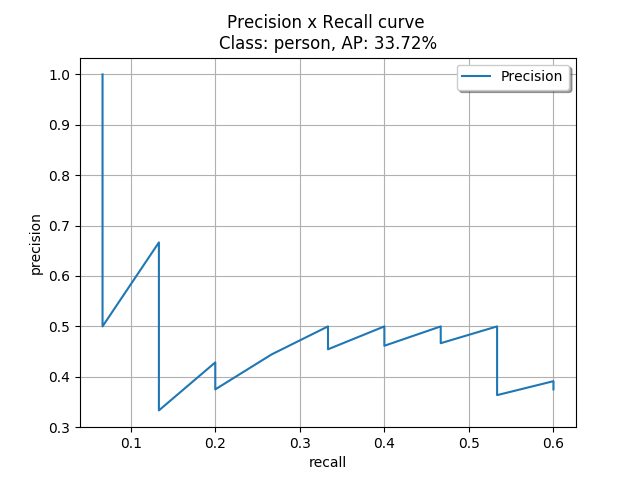 Precision x Recall curve
Class: person, AP: 33.72%
Precision
1.0
0.9
0.8
0.7
0.6
0.5
0.4
0.3
precision
0.1
0.2
0.3
0.4
0.5
0.6
recall